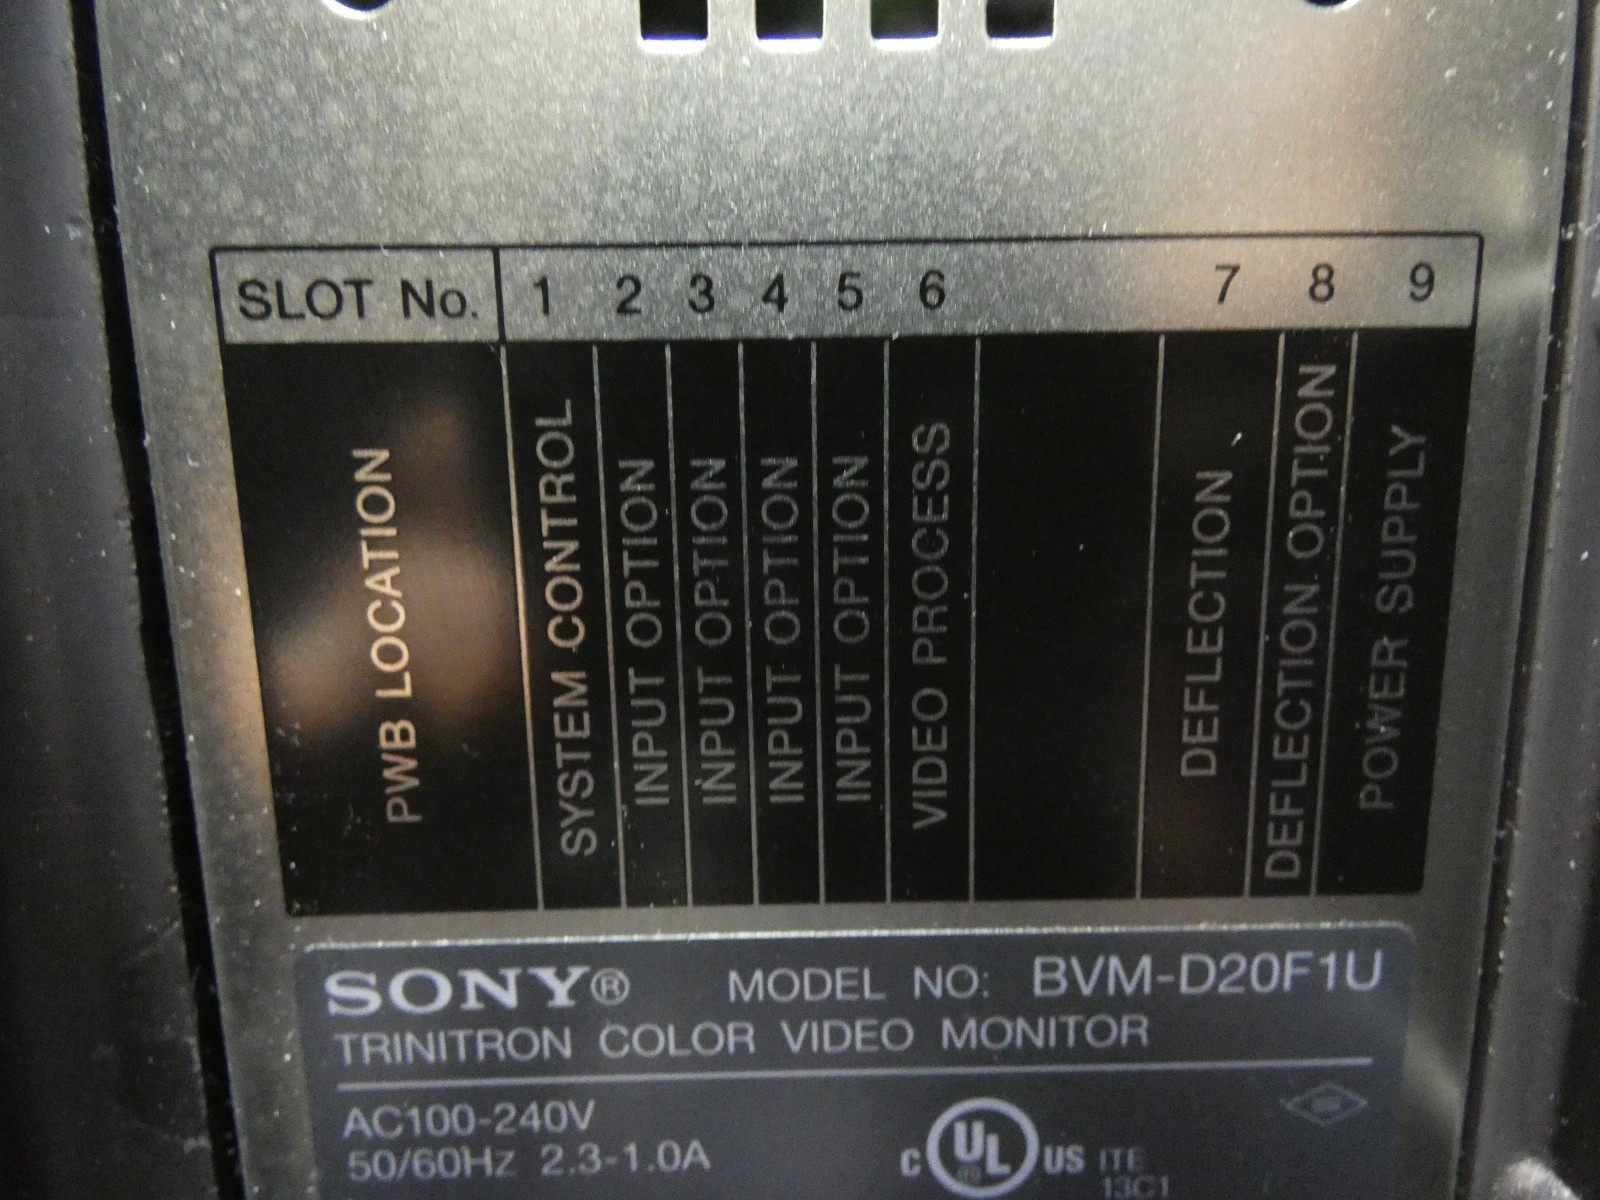 SLOT No. 1 2 3 4 5 6 7 8 9
PWB LOCATION
SYSTEM CONTROL
INPUT OPTION
INPUT OPTION
INPUT OPTION
INPUT OPTION
VIDEO PROCESS
DEFLECTION
DEFLECTION OPTION
POWER SUPPLY
SONY® MODEL NO: BVM-D20F1U
TRINITRON COLOR VIDEO MONITOR
AC100-240V
50/60Hz 2.3-1.0A
C UL US ITE
13C1